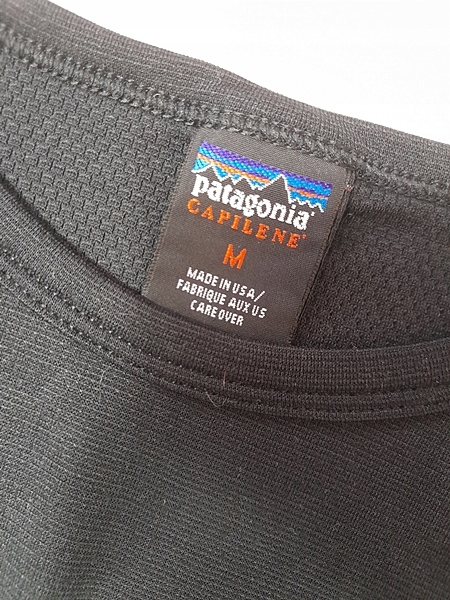 patagonia®
CAPILENE®
M
MADE IN USA/
FABRIQUE AUX US
CARE OVER